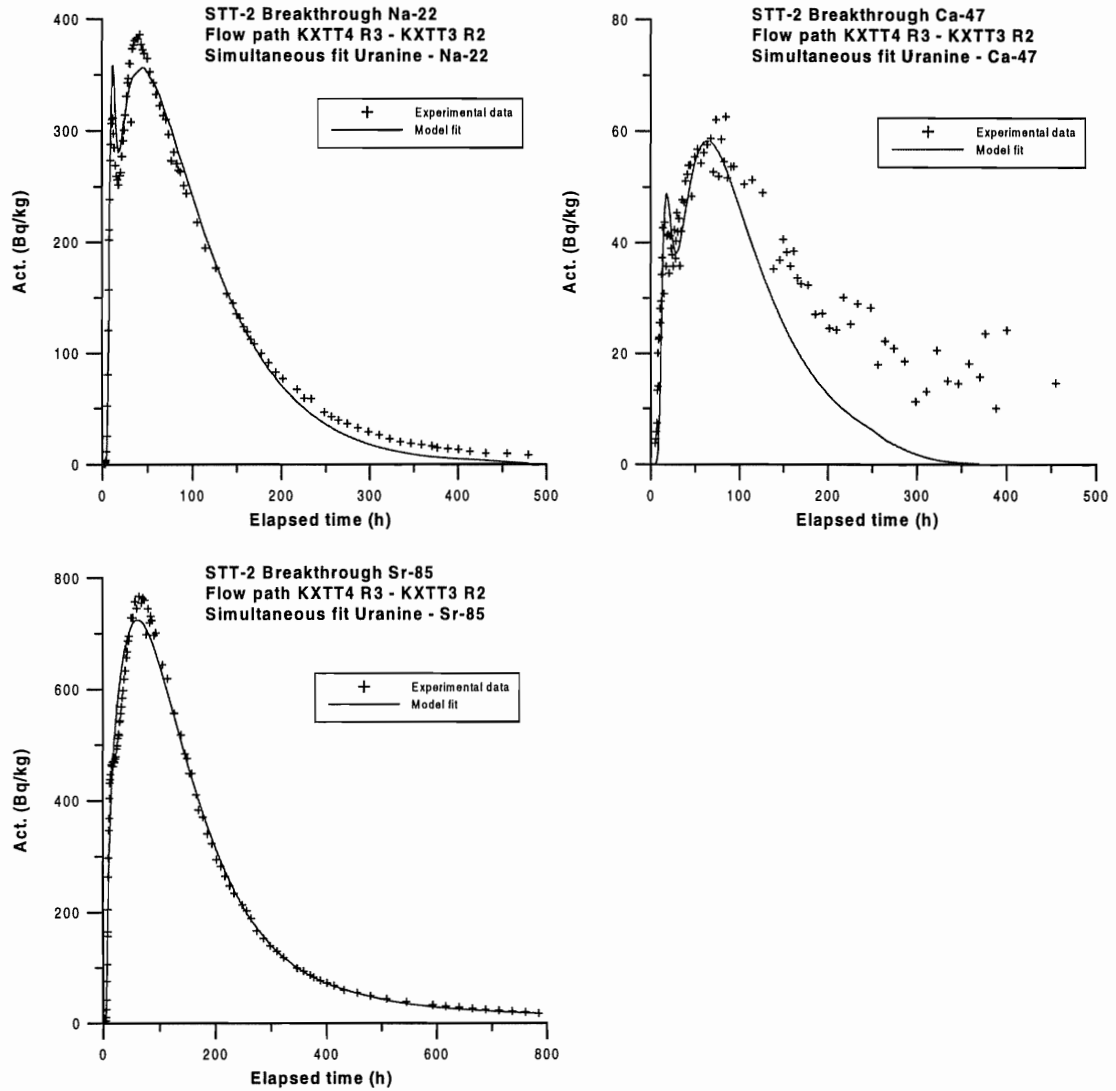 STT-2 Breakthrough Na-22
Flow path KXTT4 R3 - KXTT3 R2
Simultaneous fit Uranine - Na-22
Experimental data
Model fit
400
300
200
100
0
Act. (Bq/kg)
0 100 200 300 400 500
Elapsed time (h)
STT-2 Breakthrough Ca-47
Flow path KXTT4 R3 - KXTT3 R2
Simultaneous fit Uranine - Ca-47
Experimental data
Model fit
80
60
40
20
0
Act. (Bq/kg)
0 100 200 300 400 500
Elapsed time (h)
STT-2 Breakthrough Sr-85
Flow path KXTT4 R3 - KXTT3 R2
Simultaneous fit Uranine - Sr-85
Experimental data
Model fit
800
600
400
200
0
Act. (Bq/kg)
0 200 400 600 800
Elapsed time (h)